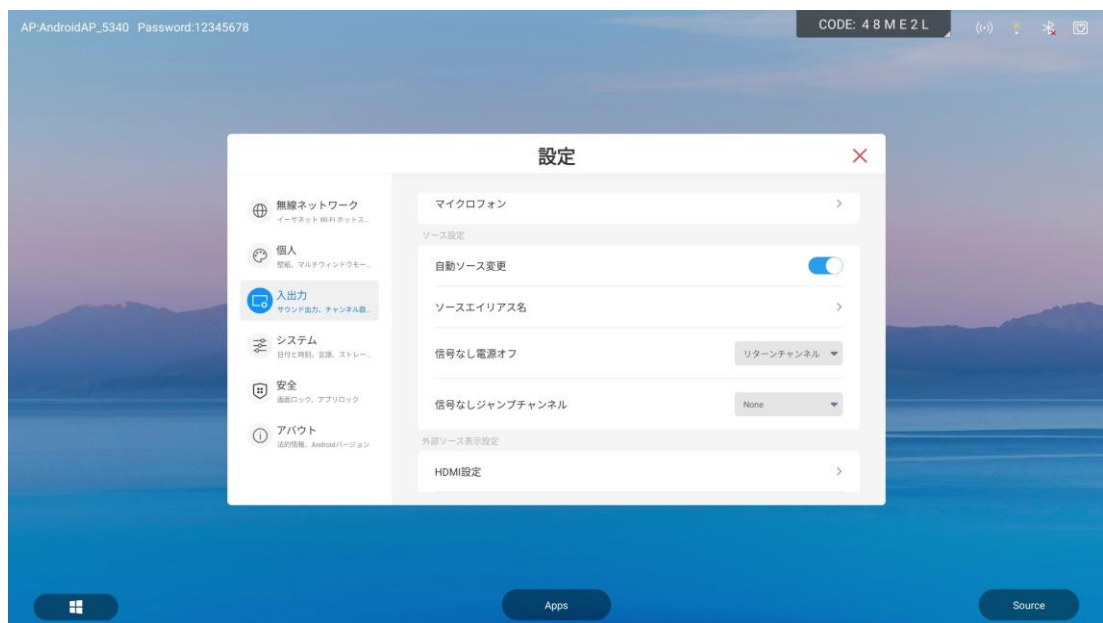 AP:AndroidAP_5340 Password:12345678
CODE: 4 8 M E 2 L
設定
無線ネットワーク
イーサネット Wi-Fi ホットス...
個人
壁紙、マルチウィンドウモー...
入出力
サウンド出力、チャンネル設...
システム
日付と時刻、言語、ストレー...
安全
画面ロック、アプリロック
アバウト
法的情報、Androidバージョン
マイクロフォン
ソース設定
自動ソース変更
ソースエイリアス名
信号なし電源オフ
リターンチャンネル
信号なしジャンプチャンネル
None
外部ソース表示設定
HDMI設定
Apps
Source